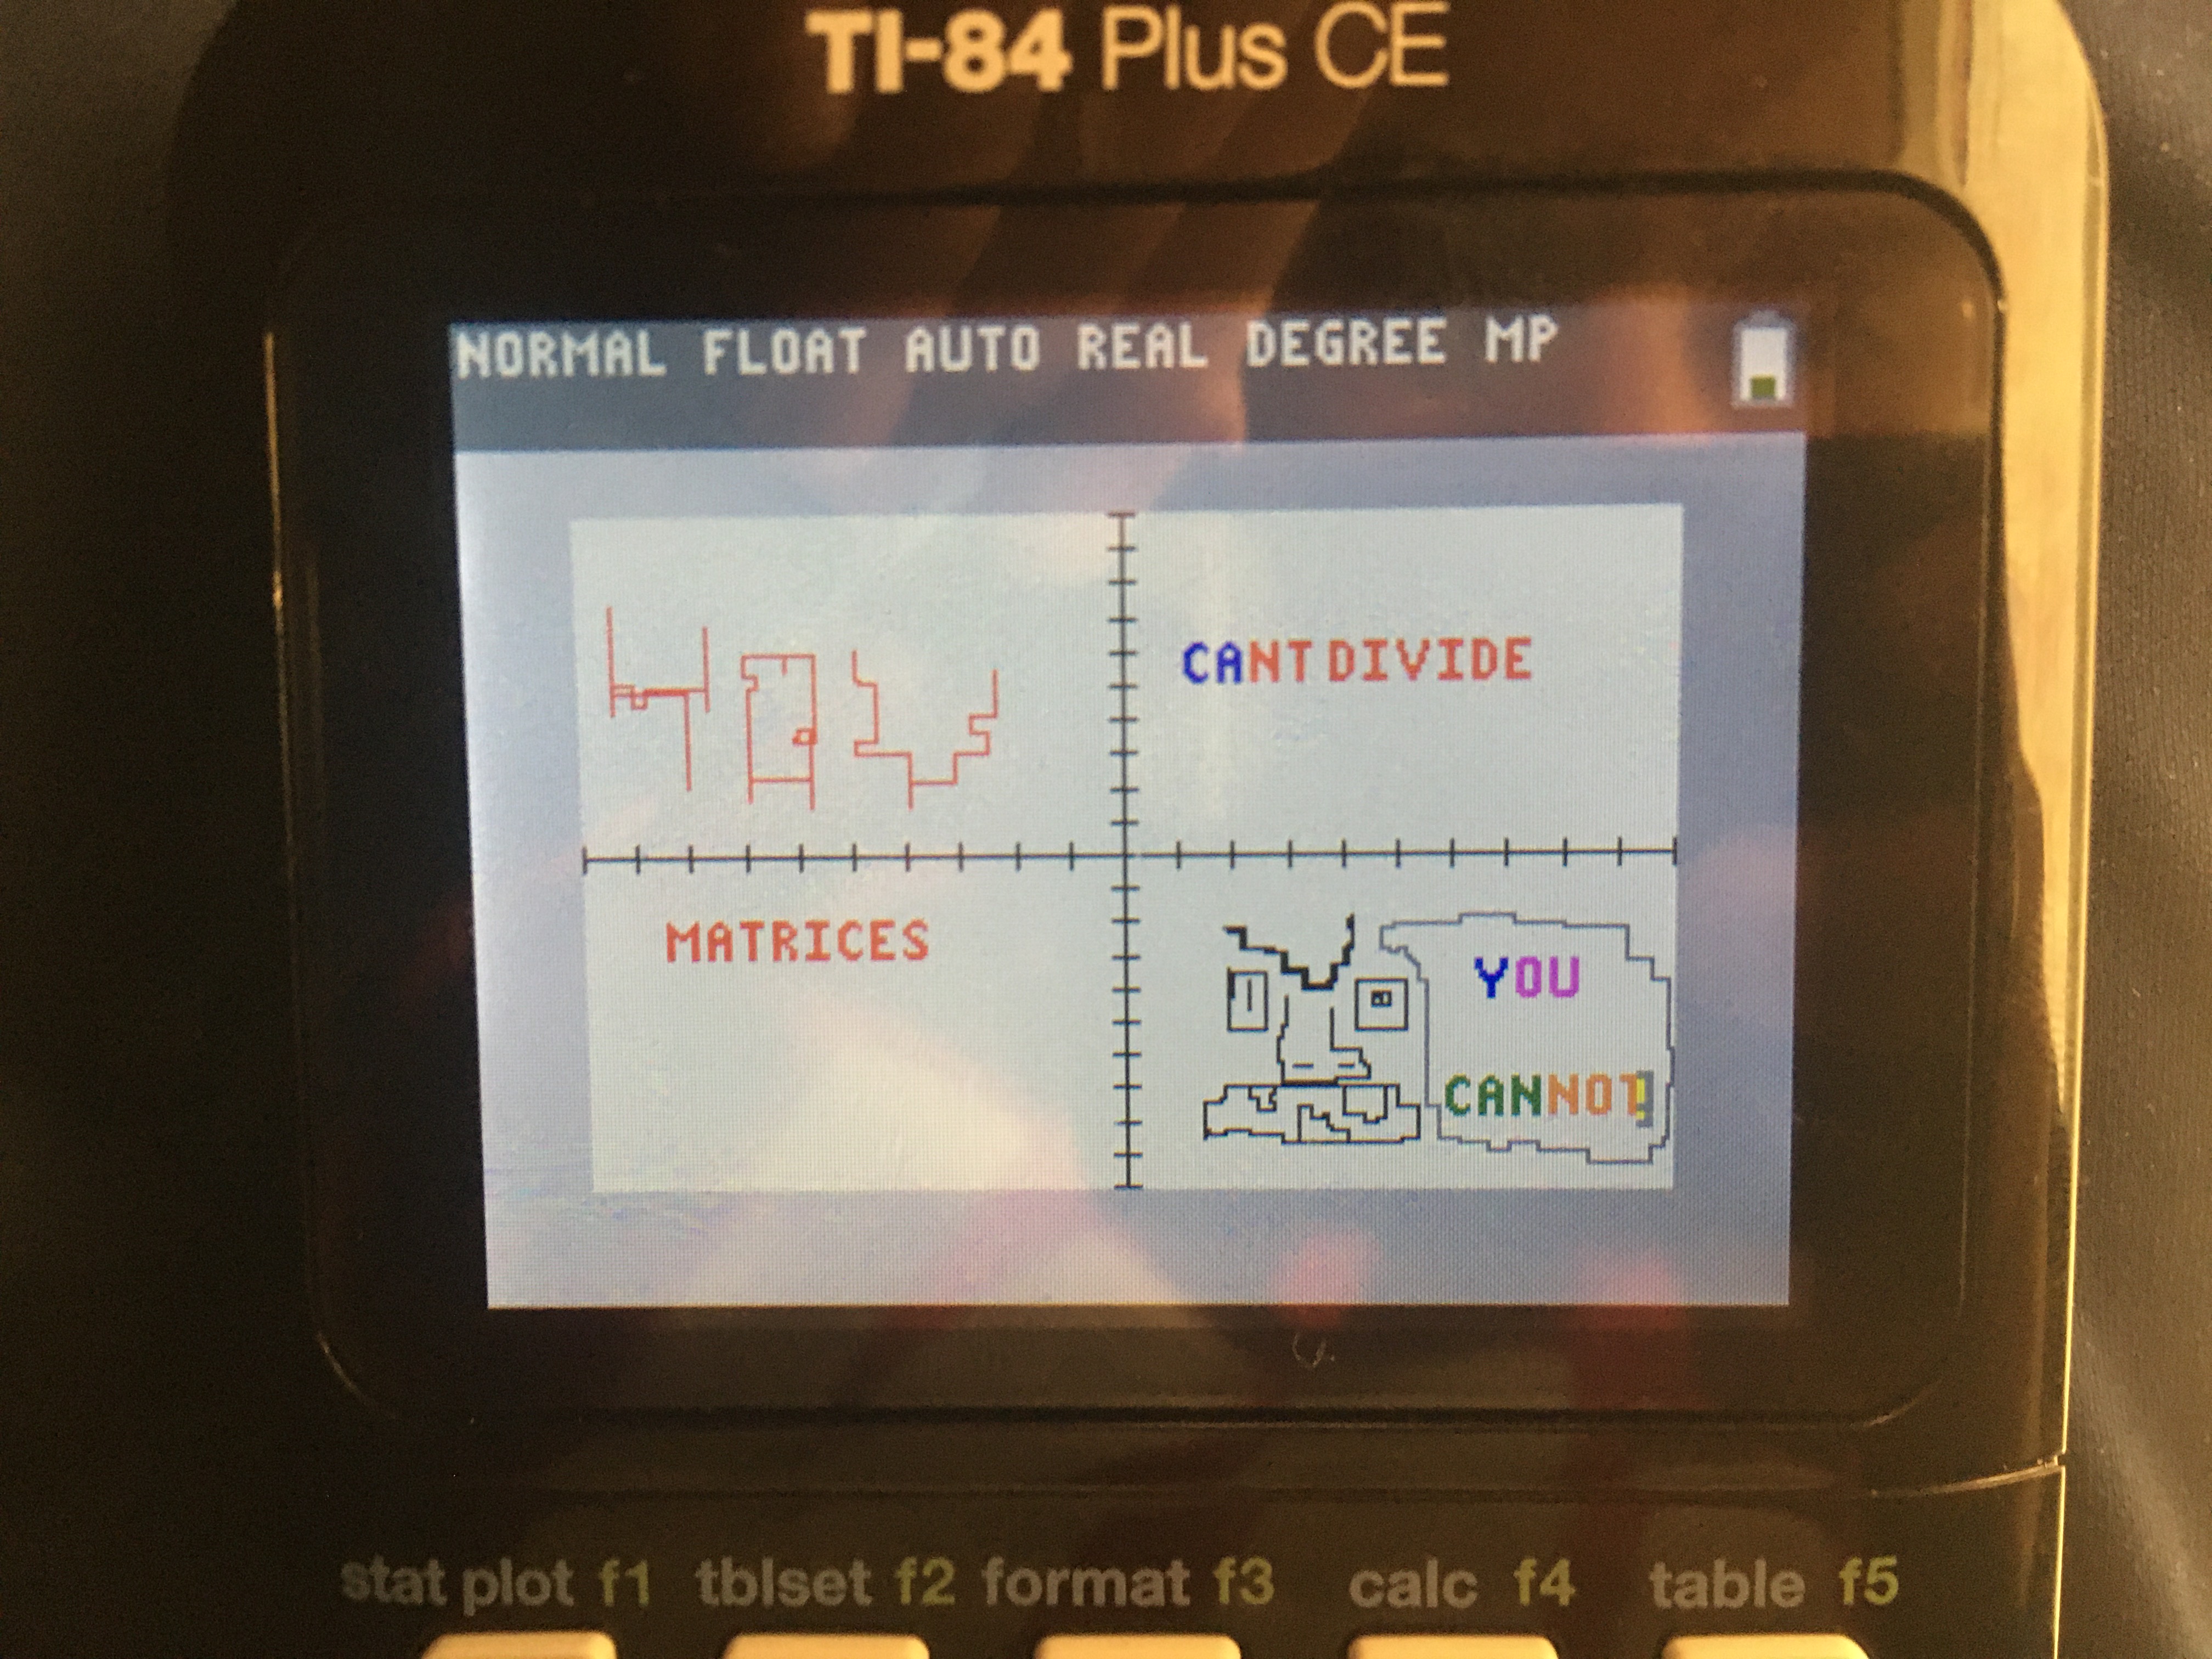 TI-84 Plus CE
NORMAL FLOAT AUTO REAL DEGREE MP
YOU
CANT DIVIDE
MATRICES
YOU
CANNOT!
stat plot f1 tblset f2 format f3 calc f4 table f5